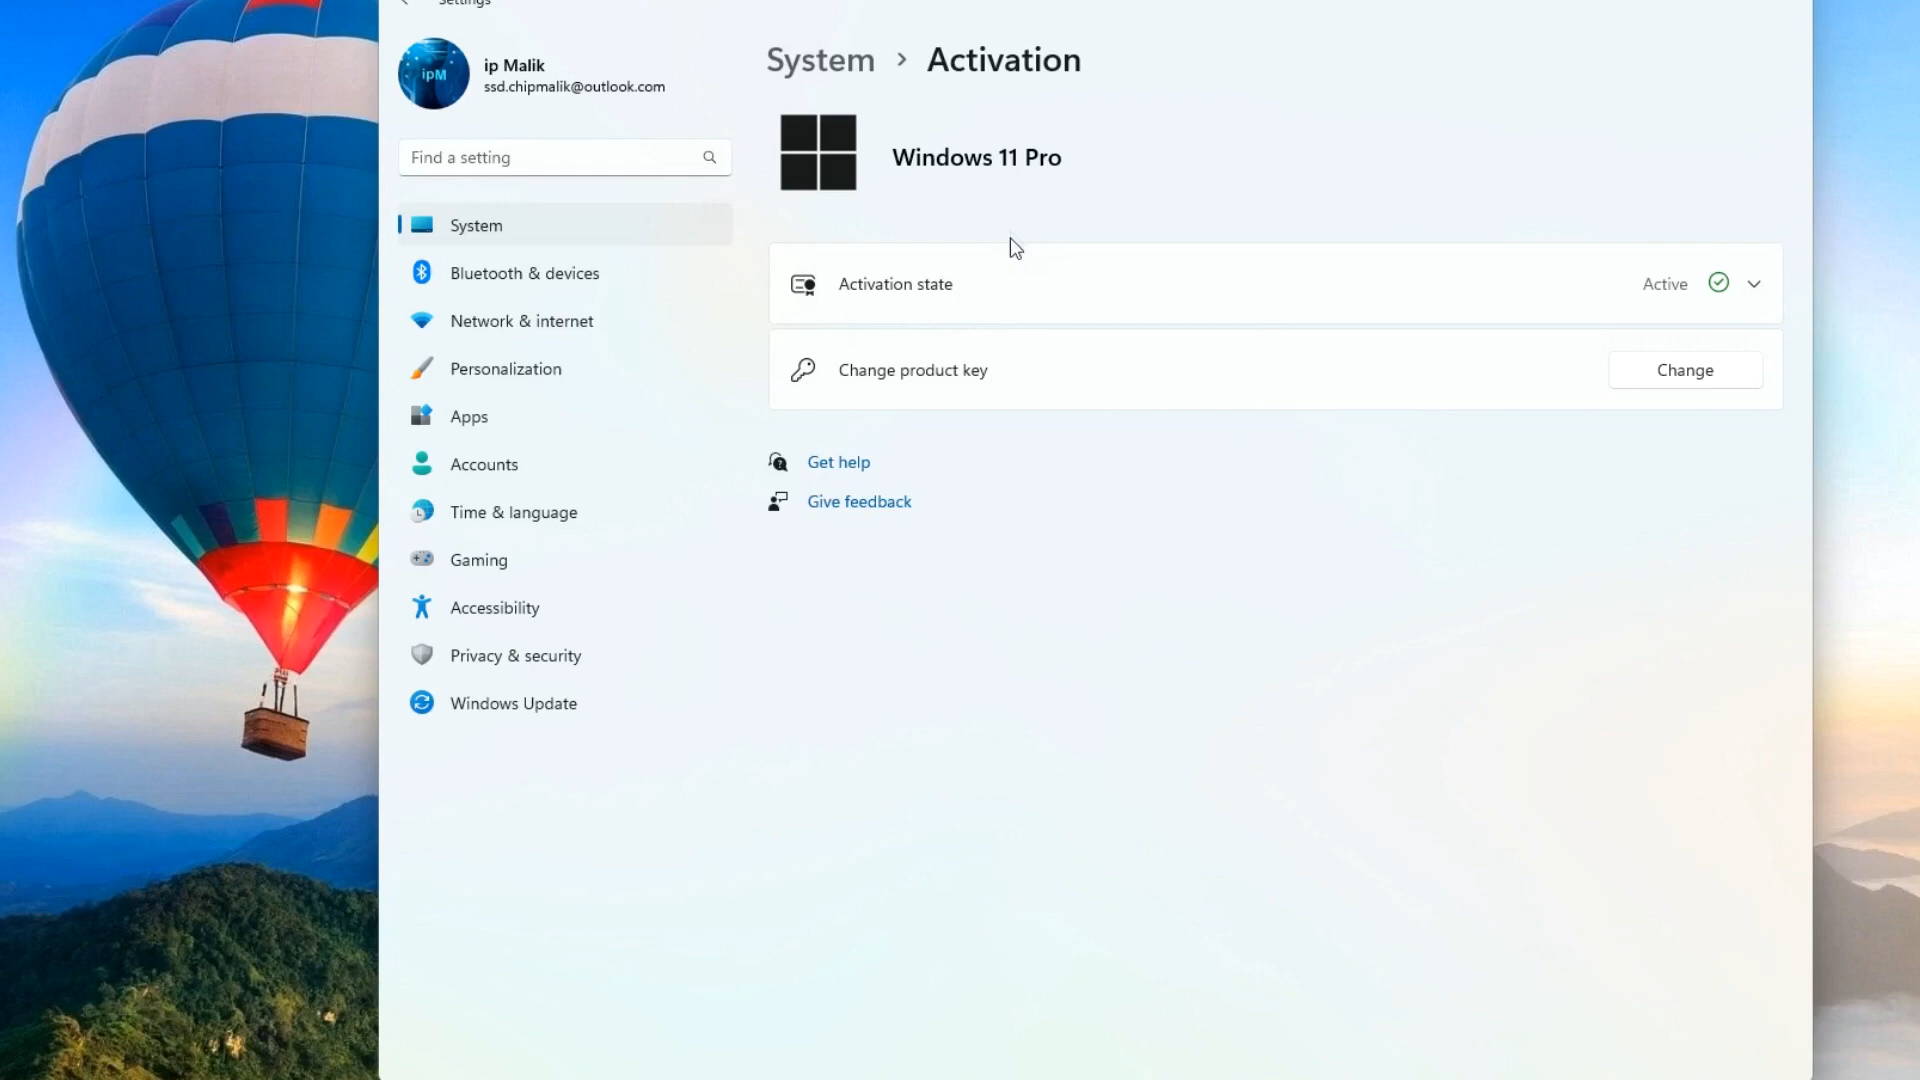 Settings
ipM
ip Malik
ssd.chipmalik@outlook.com
Find a setting
System
Bluetooth & devices
Network & internet
Personalization
Apps
Accounts
Time & language
Gaming
Accessibility
Privacy & security
Windows Update
System > Activation
Windows 11 Pro
Activation state Active
Change product key Change
Get help
Give feedback